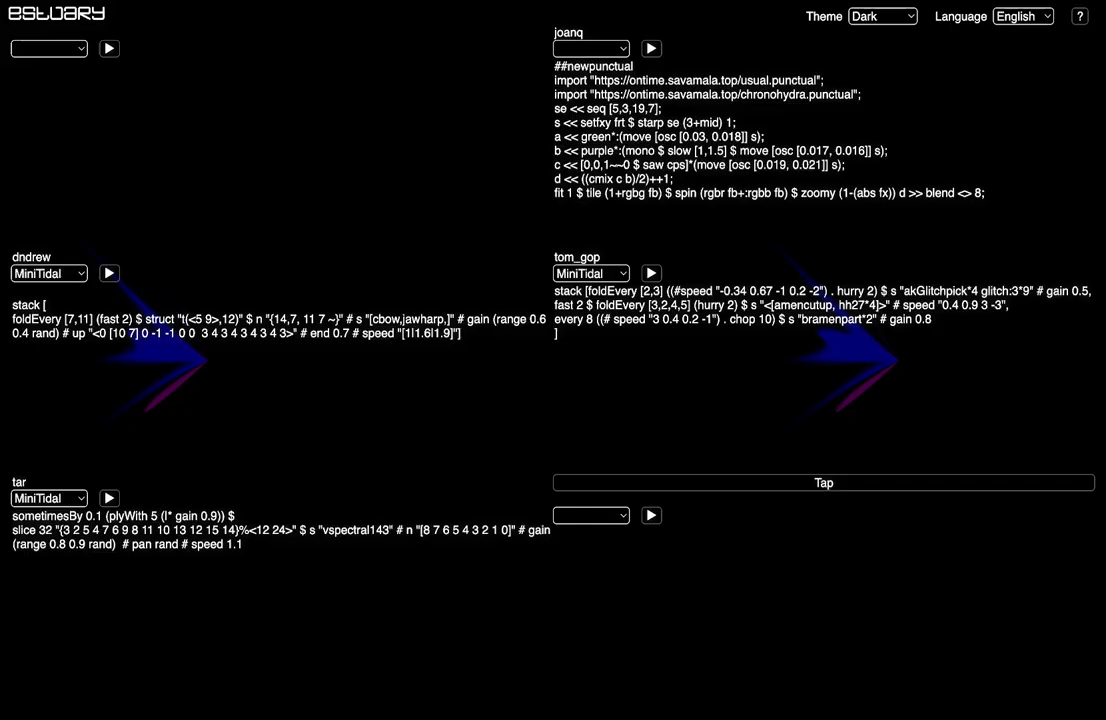 estuary
Theme Dark Language English ?
joanq
##newpunctual
import "https://ontime.savamala.top/usual.punctual";
import "https://ontime.savamala.top/chronohydra.punctual";
se << seq [5,3,19,7];
s << setfxy frt $ starp se (3+mid) 1;
a << green*:(move [osc [0.03, 0.018]] s);
b << purple*:(mono $ slow [1,1.5] $ move [osc [0.017, 0.016]] s);
c << [0,0,1~~0 $ saw cps]*(move [osc [0.019, 0.021]] s);
d << ((cmix c b)/2)++1;
fit 1 $ tile (1+rgbg fb) $ spin (rgbr fb+:rgbb fb) $ zoomy (1-(abs fx)) d >> blend <> 8;
dndrew
MiniTidal
stack [
foldEvery [7,11] (fast 2) $ struct "t(<5 9>,12)" $ n "{14,7, 11 7 ~}" # s "[cbow,jawharp,]" # gain (range 0.6
0.4 rand) # up "<0 [10 7] 0 -1 -1 0 0  3 4 3 4 3 4 3 4 3>" # end 0.7 # speed "[1|1.6|1.9]"]
tom_gop
MiniTidal
stack [foldEvery [2,3] ((#speed "-0.34 0.67 -1 0.2 -2") . hurry 2) $ s "akGlitchpick*4 glitch:3*9" # gain 0.5,
fast 2 $ foldEvery [3,2,4,5] (hurry 2) $ s "<[amencutup, hh27*4]>" # speed "0.4 0.9 3 -3",
every 8 ((# speed "3 0.4 0.2 -1") . chop 10) $ s "bramenpart*2" # gain 0.8
]
tar
MiniTidal
sometimesBy 0.1 (plyWith 5 (|* gain 0.9)) $
slice 32 "{3 2 5 4 7 6 9 8 11 10 13 12 15 14}%<12 24>" $ s "vspectral143" # n "[8 7 6 5 4 3 2 1 0]" # gain
(range 0.8 0.9 rand)  # pan rand # speed 1.1
Tap